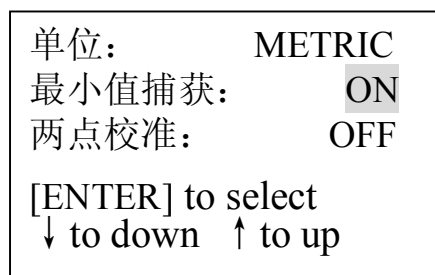 单位： METRIC
最小值捕获： ON
两点校准： OFF
[ENTER] to select
↓ to down ↑ to up